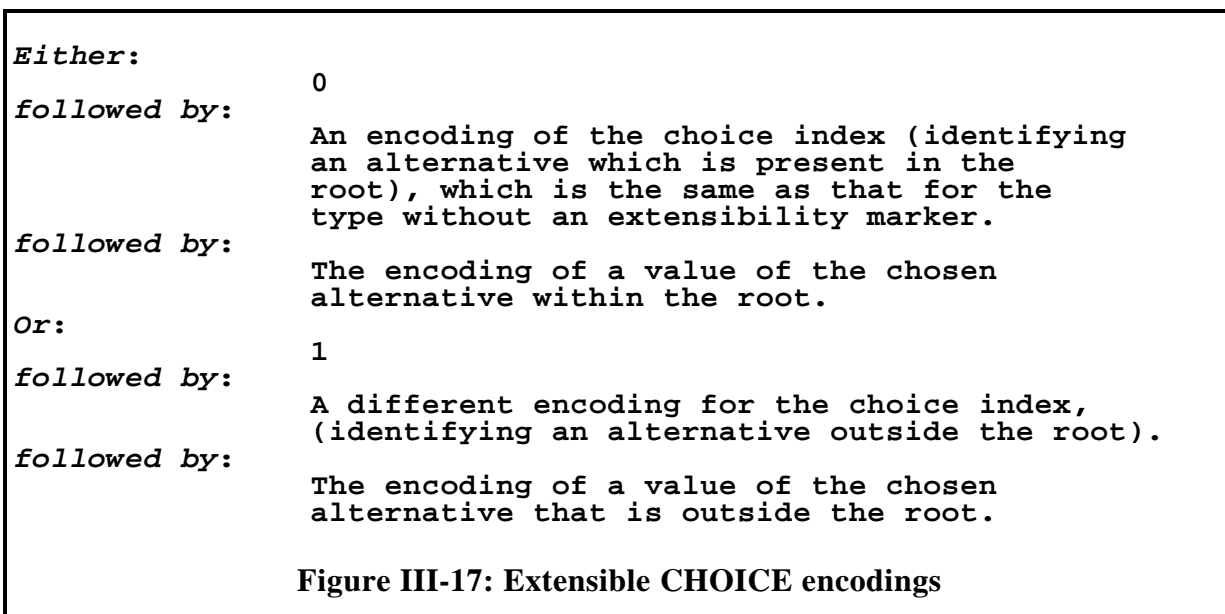 Either:
0
followed by:
An encoding of the choice index (identifying
an alternative which is present in the
root), which is the same as that for the
type without an extensibility marker.
followed by:
The encoding of a value of the chosen
alternative within the root.
Or:
1
followed by:
A different encoding for the choice index,
(identifying an alternative outside the root).
followed by:
The encoding of a value of the chosen
alternative that is outside the root.
Figure III-17: Extensible CHOICE encodings